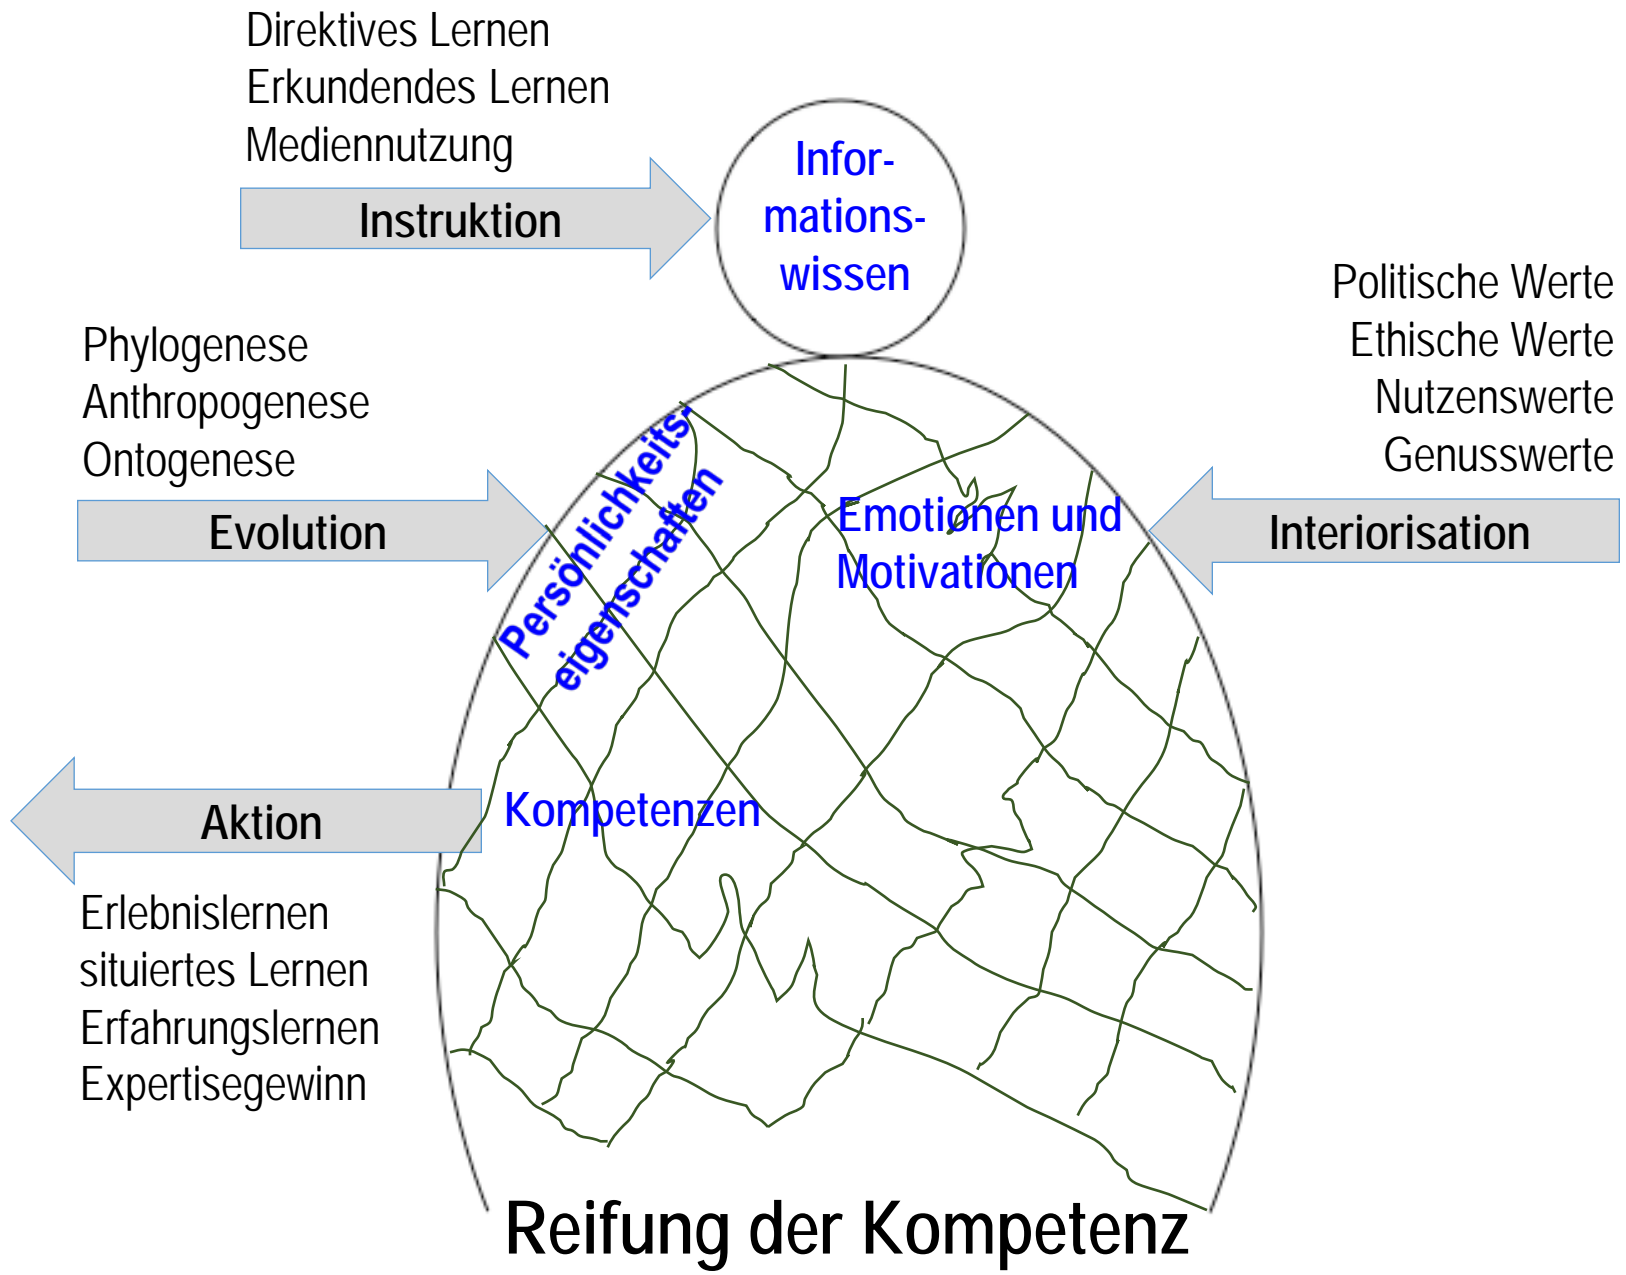 Direktives Lernen
Erkundendes Lernen
Mediennutzung
Instruktion
Infor-
mations-
wissen
Phylogenese
Anthropogenese
Ontogenese
Evolution
Politische Werte
Ethische Werte
Nutzenswerte
Genusswerte
Interiorisation
Persönlichkeits-
eigenschaften
Emotionen und
Motivationen
Aktion
Kompetenzen
Erlebnislernen
situiertes Lernen
Erfahrungslernen
Expertisegewinn
Reifung der Kompetenz